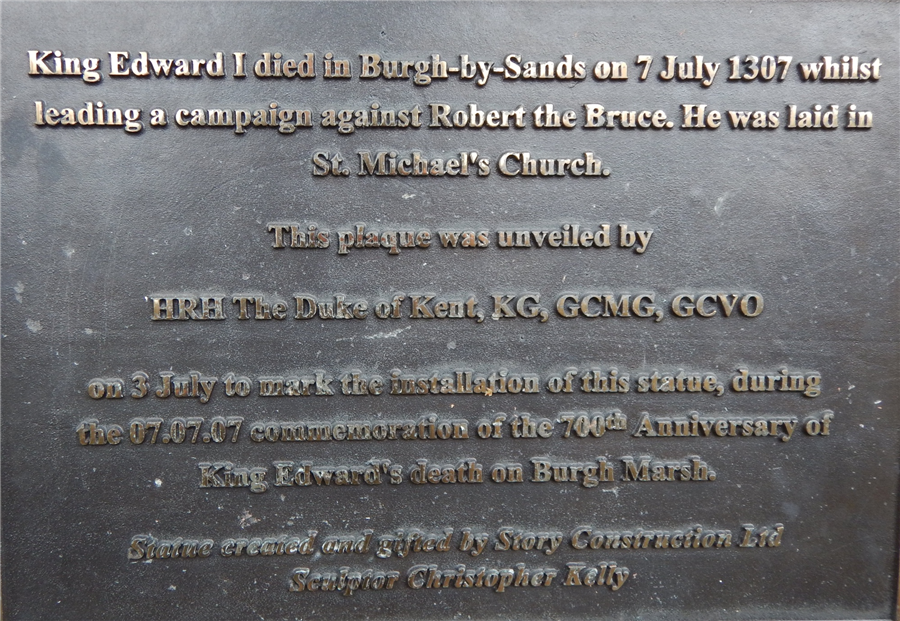 King Edward I died in Burgh-by-Sands on 7 July 1307 whilst
leading a campaign against Robert the Bruce. He was laid in
St. Michael's Church.
This plaque was unveiled by
HRH The Duke of Kent, KG, GCMG, GCVO
on 3 July to mark the installation of this statue, during
the 07.07.07 commemoration of the 700th Anniversary of
King Edward's death on Burgh Marsh.
Statue created and gifted by Story Construction Ltd
Sculptor Christopher Kelly